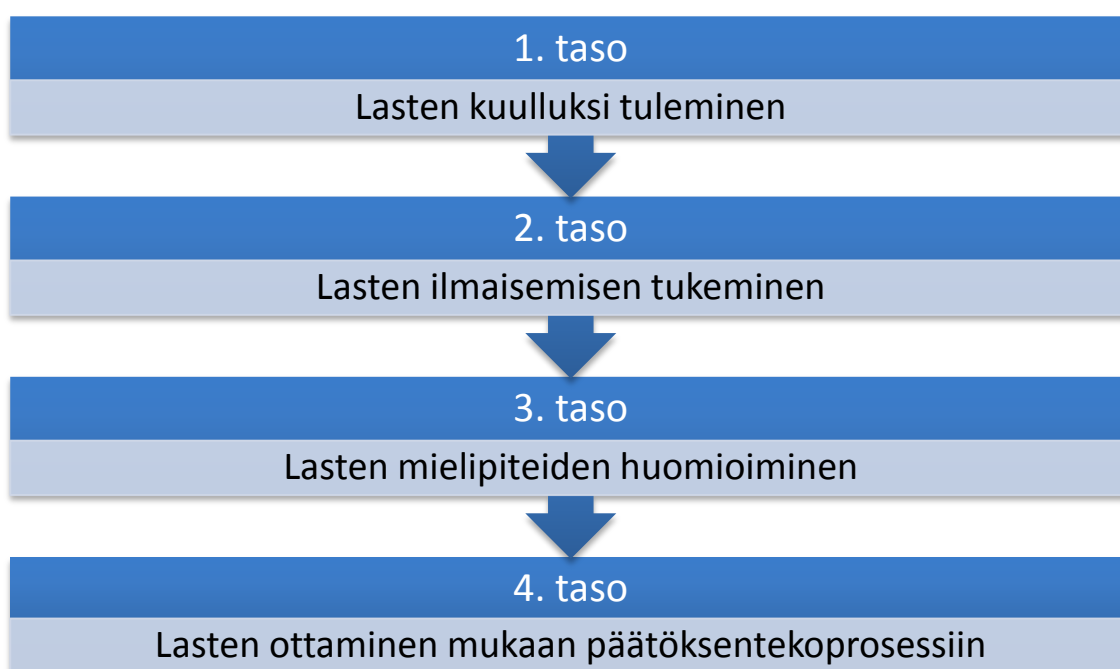 1. taso
Lasten kuulluksi tuleminen
2. taso
Lasten ilmaisemisen tukeminen
3. taso
Lasten mielipiteiden huomioiminen
4. taso
Lasten ottaminen mukaan päätöksentekoprosessiin